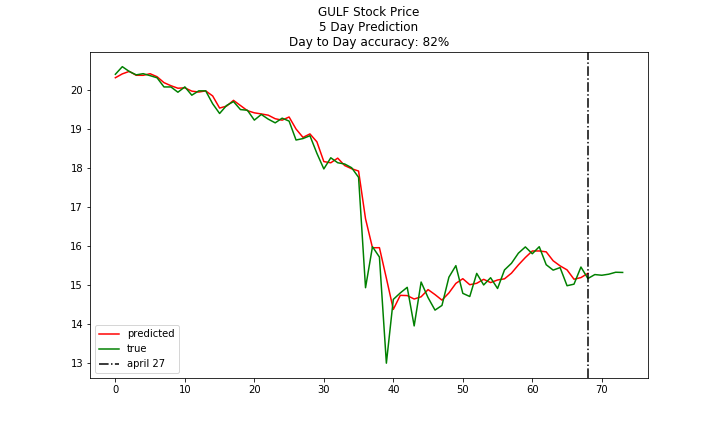 GULF Stock Price
5 Day Prediction
Day to Day accuracy: 82%
20
19
18
17
16
15
14
13
predicted
true
april 27
0 10 20 30 40 50 60 70